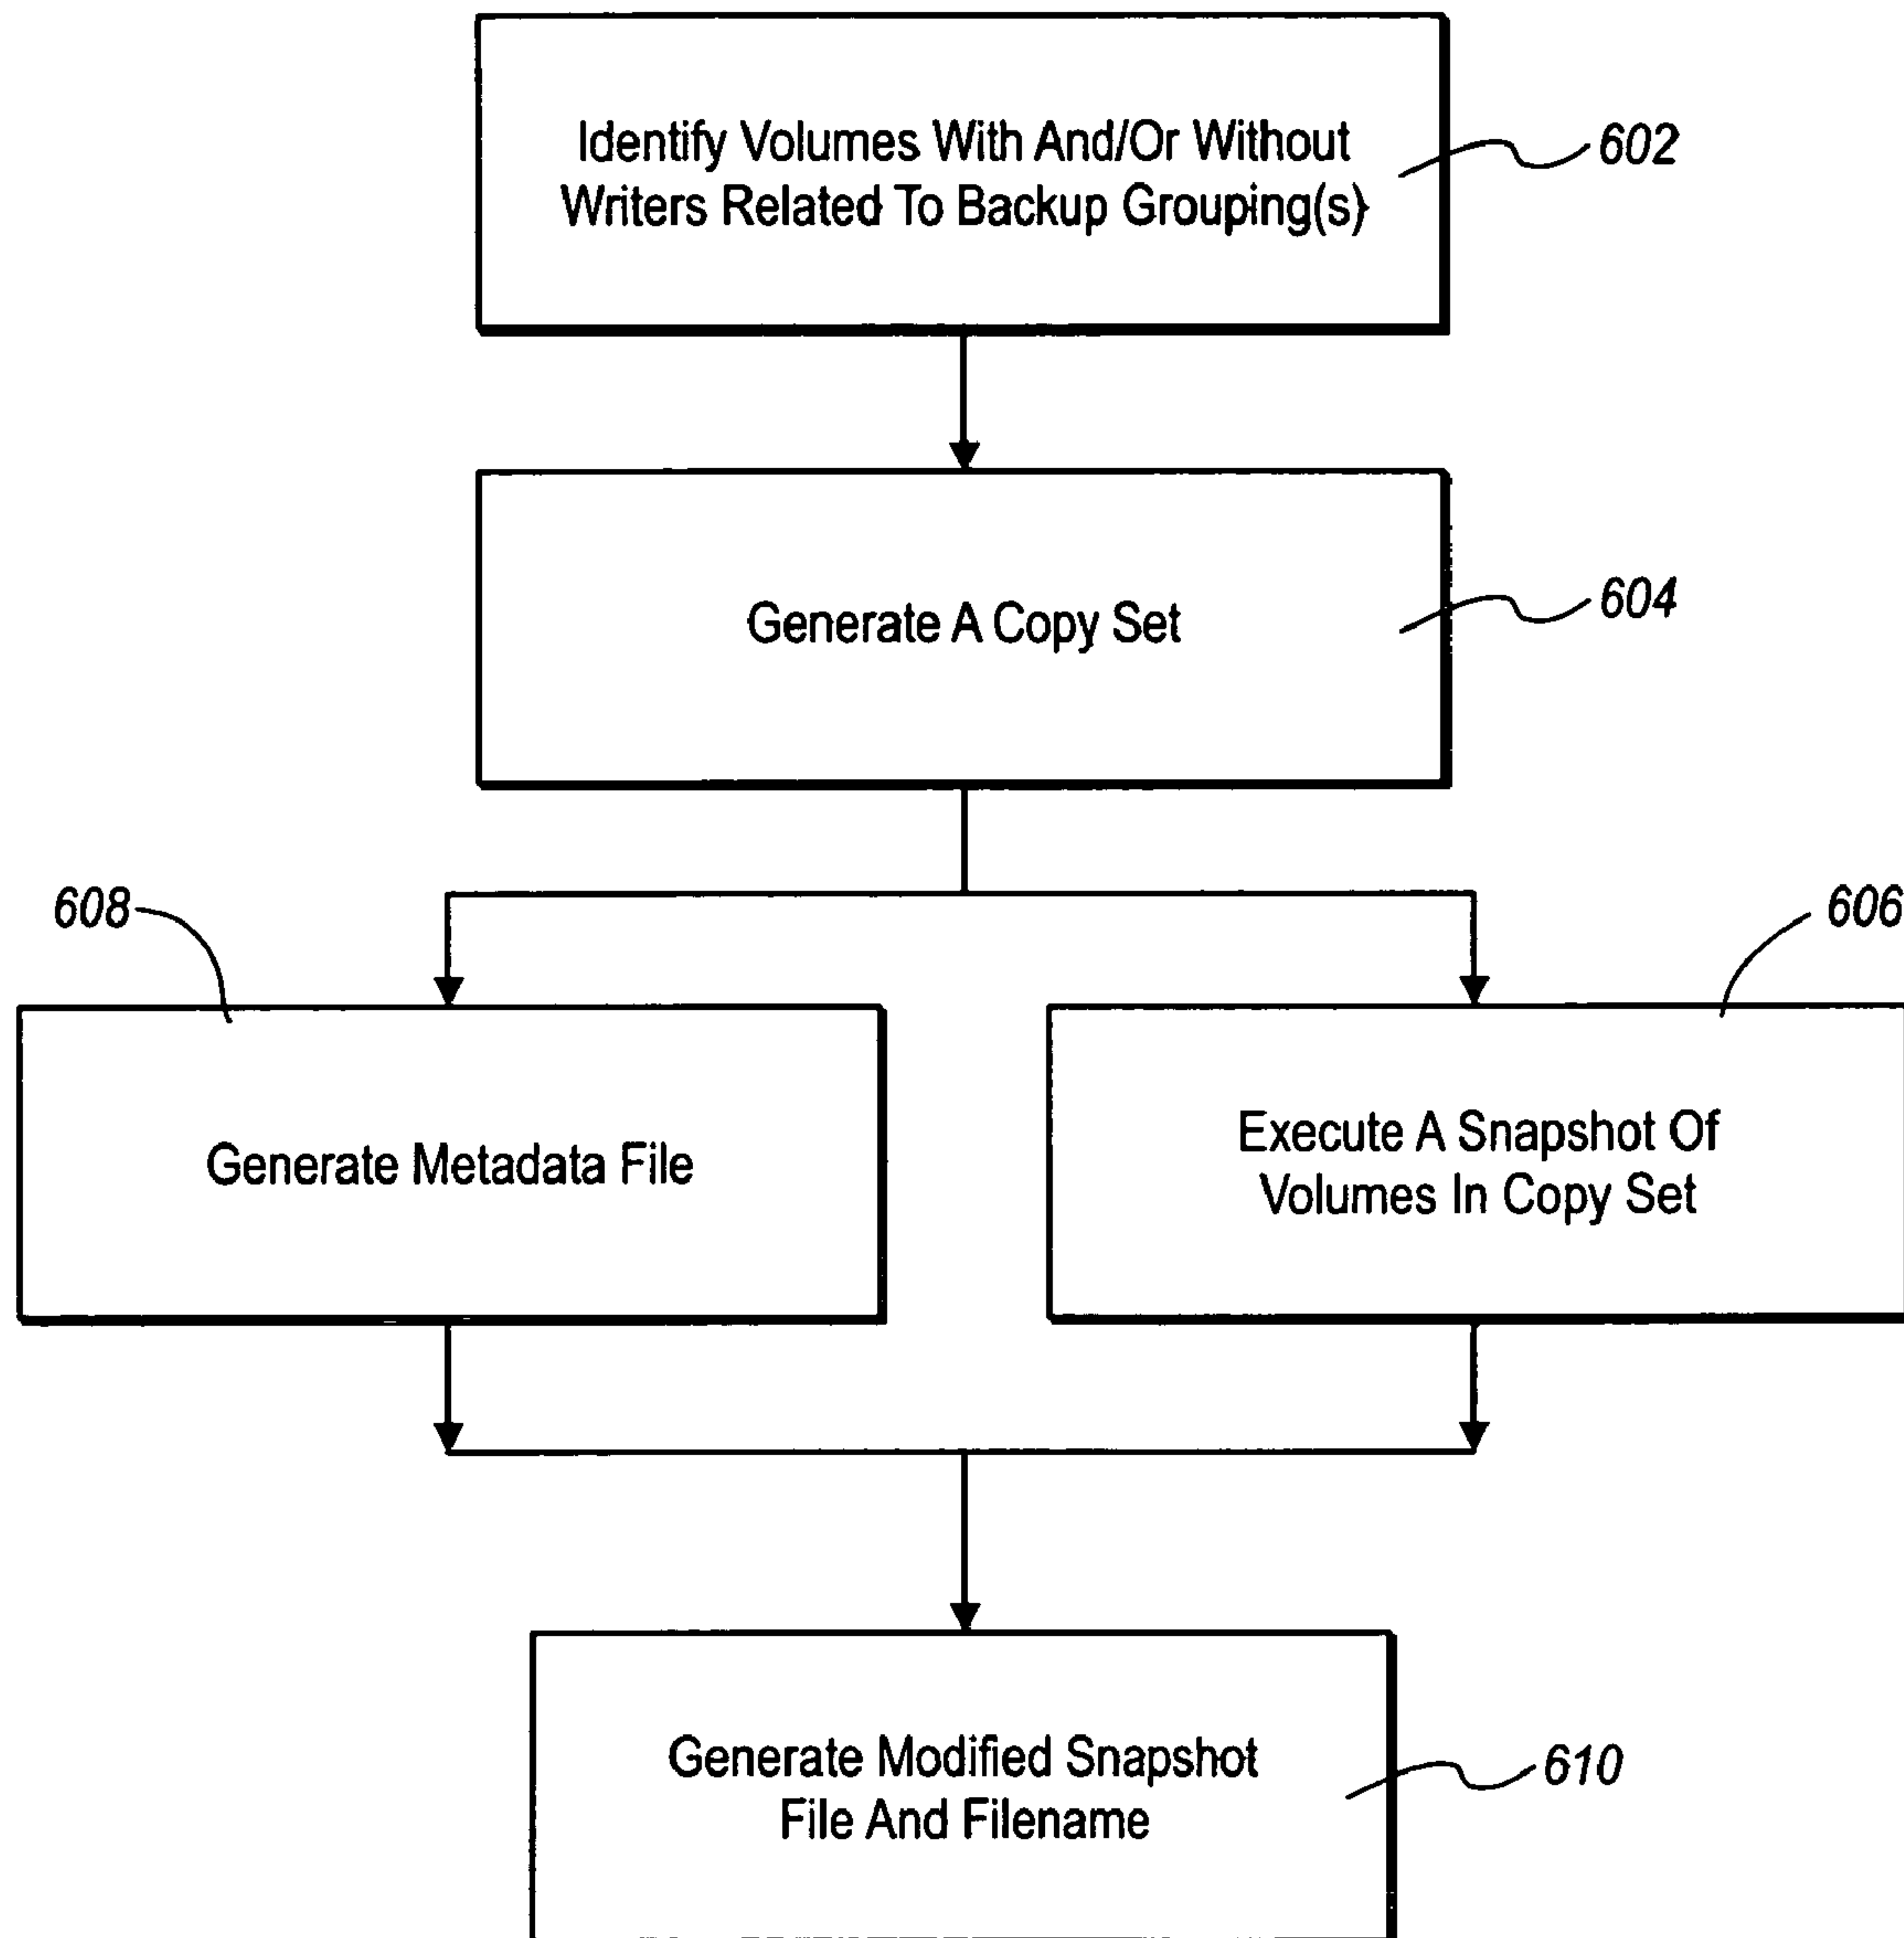 Identify Volumes With And/Or Without
Writers Related To Backup Grouping(s}
602
Generate A Copy Set
604
608
606
Generate Metadata File
Execute A Snapshot Of
Volumes In Copy Set
Generate Modified Snapshot
File And Filename
610